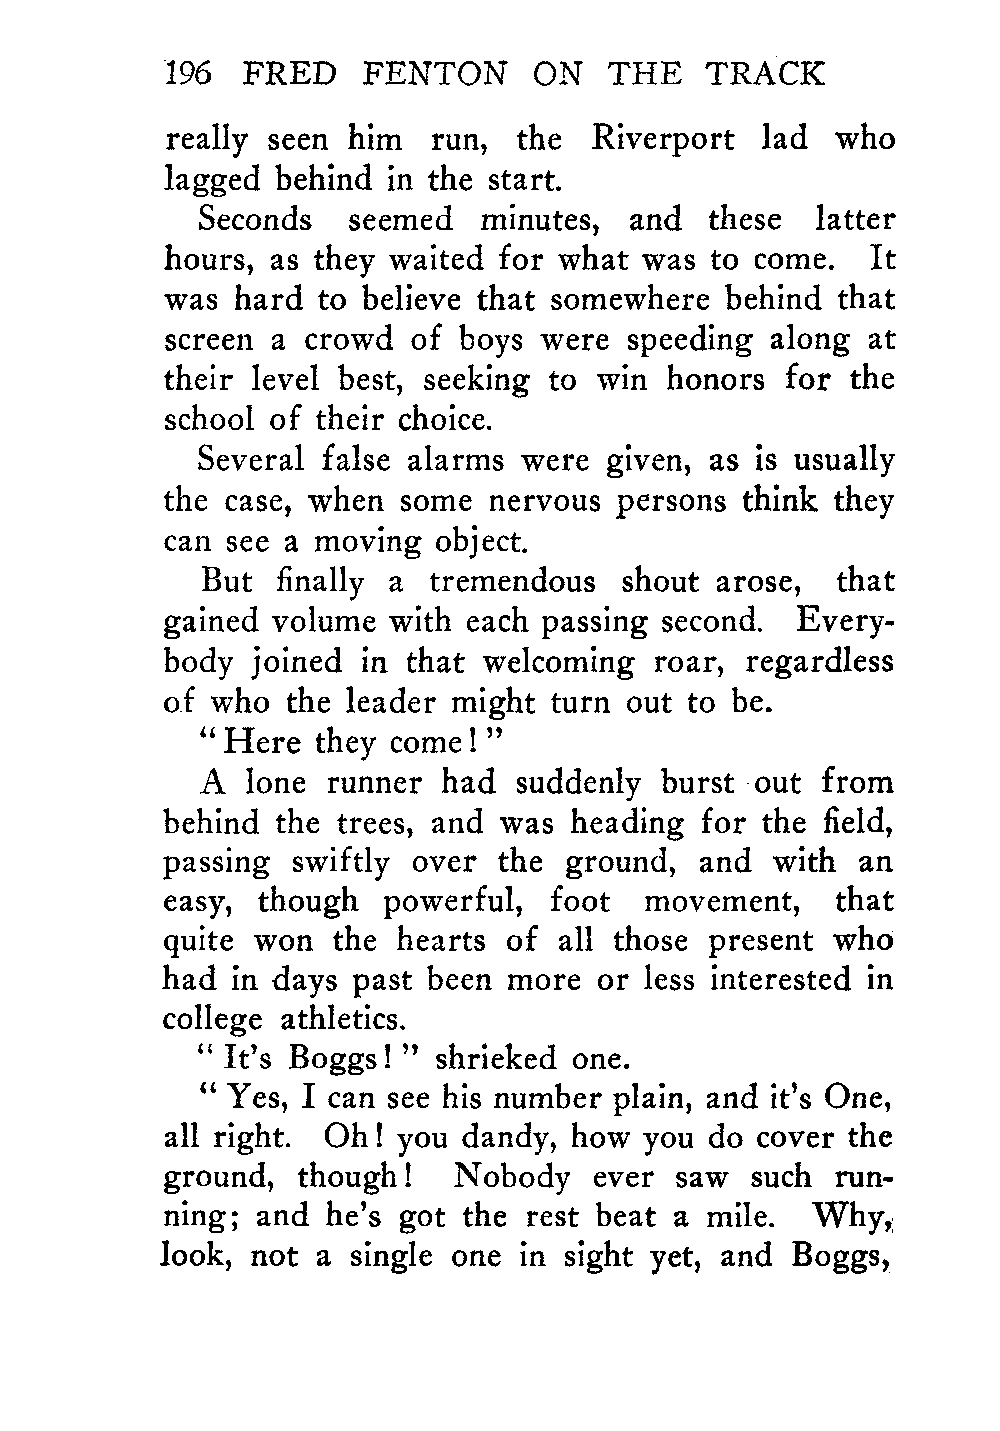 196 FRED FENTON ON THE TRACK
really seen him run, the Riverport lad who
lagged behind in the start.
Seconds seemed minutes, and these latter
hours, as they waited for what was to come. It
was hard to believe that somewhere behind that
screen a crowd of boys were speeding along at
their level best, seeking to win honors for the
school of their choice.
Several false alarms were given, as is usually
the case, when some nervous persons think they
can see a moving object.
But finally a tremendous shout arose, that
gained volume with each passing second. Every-
body joined in that welcoming roar, regardless
of who the leader might turn out to be.
“Here they come!”
A lone runner had suddenly burst out from
behind the trees, and was heading for the field,
passing swiftly over the ground, and with an
easy, though powerful, foot movement, that
quite won the hearts of all those present who
had in days past been more or less interested in
college athletics.
“It's Boggs!” shrieked one.
“Yes, I can see his number plain, and it's One,
all right. Oh! you dandy, how you do cover the
ground, though! Nobody ever saw such run-
ning; and he's got the rest beat a mile. Why,
look, not a single one in sight yet, and Boggs,